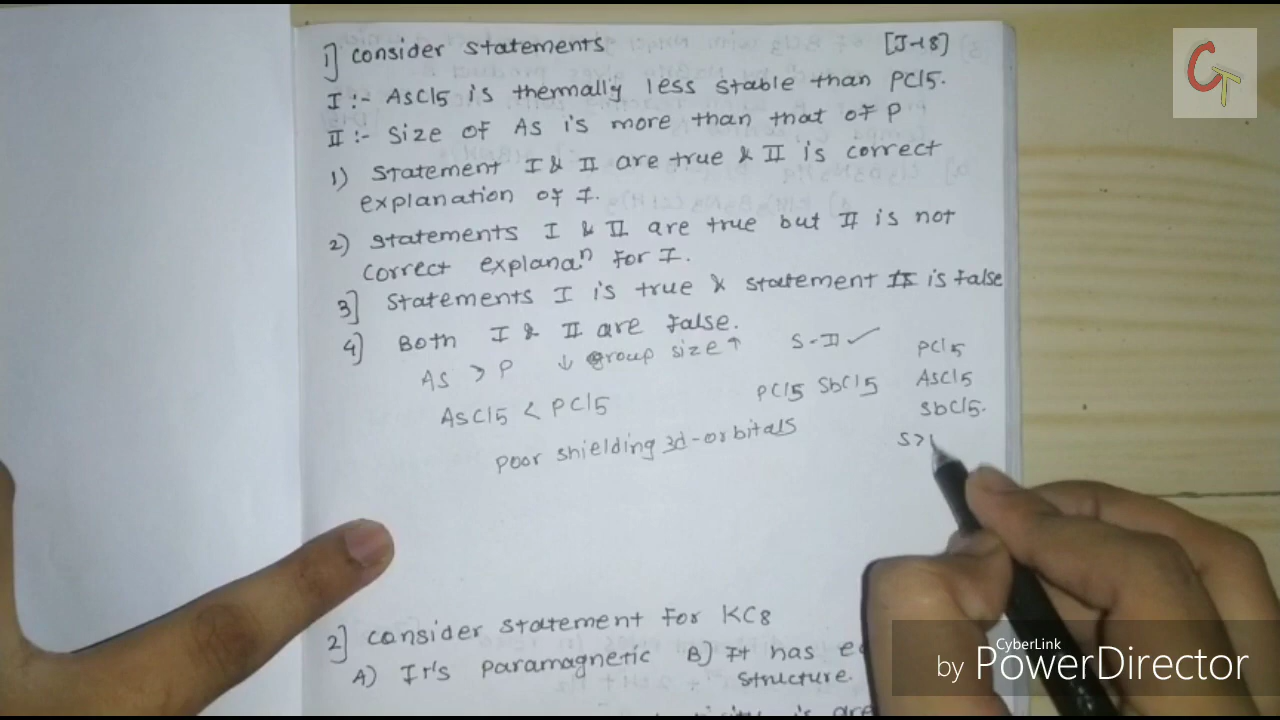 1] Consider statements [J-18]
I :- AsCl5 is thermally less stable than PCl5.
II :- Size of As is more than that of P
1) Statement I & II are true & II is correct
explanation of I.
2) Statements I & II are true but II is not
correct explanaⁿ for I.
3] Statements I is true & statement II is false
4] Both I & II are false.
As > P ↓ group size ↑ S-II ✓
AsCl5 < PCl5 PCl5 SbCl5
PCl5
AsCl5
SbCl5.
Poor shielding 3d-orbitals
S>
2] Consider statement for KC8
A) It's paramagnetic B) It has
structure.
CT
CyberLink
by PowerDirector